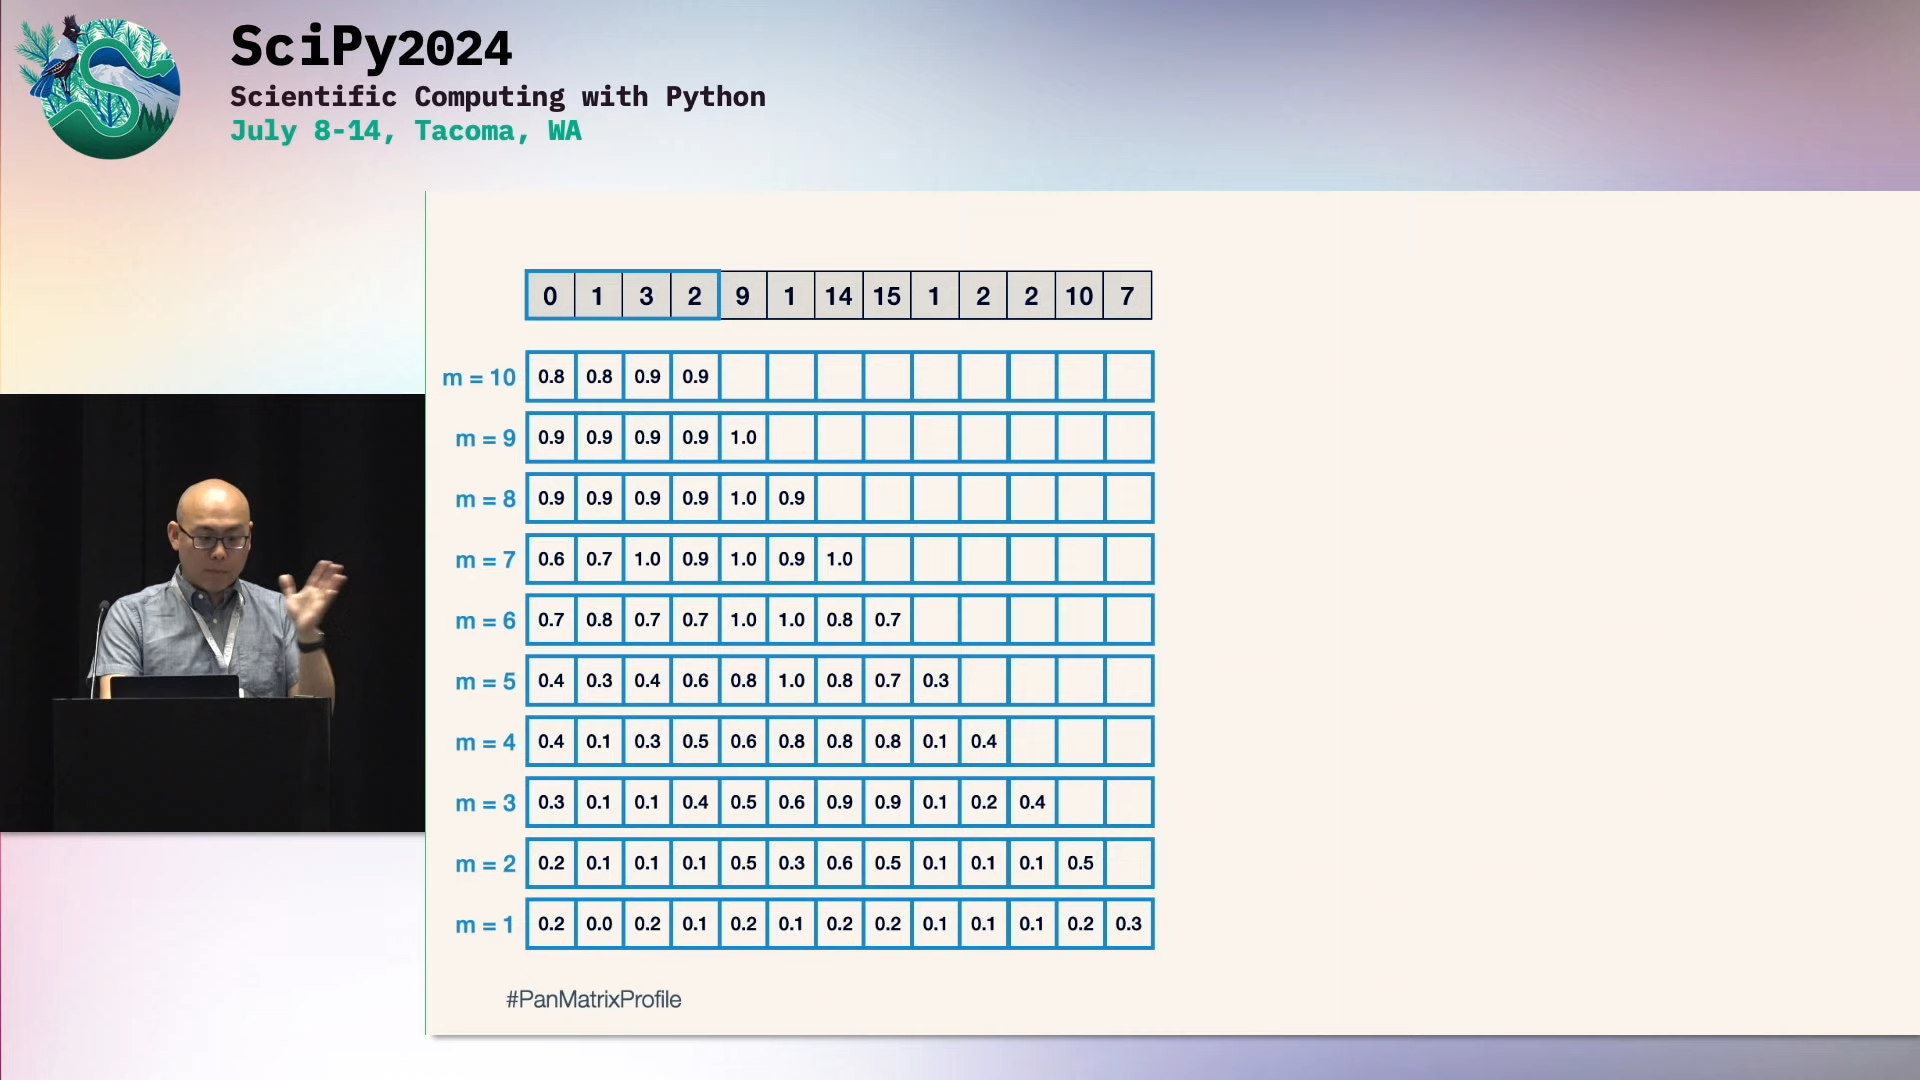 SciPy2024
Scientific Computing with Python
July 8-14, Tacoma, WA
0 1 3 2 9 1 14 15 1 2 2 10 7
m = 10 0.8 0.8 0.9 0.9
m = 9 0.9 0.9 0.9 0.9 1.0
m = 8 0.9 0.9 0.9 0.9 1.0 0.9
m = 7 0.6 0.7 1.0 0.9 1.0 0.9 1.0
m = 6 0.7 0.8 0.7 0.7 1.0 1.0 0.8 0.7
m = 5 0.4 0.3 0.4 0.6 0.8 1.0 0.8 0.7 0.3
m = 4 0.4 0.1 0.3 0.5 0.6 0.8 0.8 0.8 0.1 0.4
m = 3 0.3 0.1 0.1 0.4 0.5 0.6 0.9 0.9 0.1 0.2 0.4
m = 2 0.2 0.1 0.1 0.1 0.5 0.3 0.6 0.5 0.1 0.1 0.1 0.5
m = 1 0.2 0.0 0.2 0.1 0.2 0.1 0.2 0.2 0.1 0.1 0.1 0.2 0.3
#PanMatrixProfile